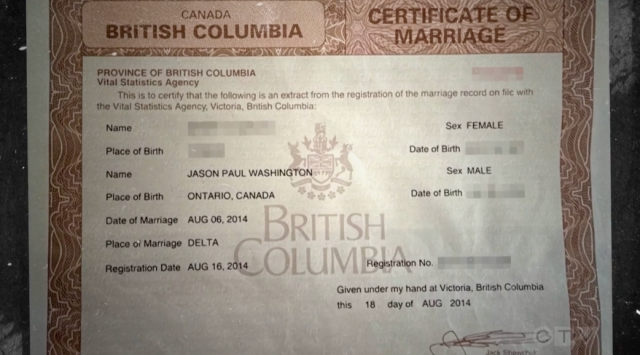 CANADA
BRITISH COLUMBIA
CERTIFICATE OF
MARRIAGE
PROVINCE OF BRITISH COLUMBIA
Vital Statistics Agency
This is to certify that the following is an extract from the registration of the marriage record on file with
the Vital Statistics Agency, Victoria, British Columbia:
Name Sex FEMALE
Place of Birth Date of Birth
Name JASON PAUL WASHINGTON Sex MALE
Place of Birth ONTARIO, CANADA Date of Birth
Date of Marriage AUG 06, 2014
BRITISH
COLUMBIA
Place of Marriage DELTA
Registration Date AUG 16, 2014 Registration No.
Given under my hand at Victoria, British Columbia
this 18 day of AUG 2014
CTV
Jack